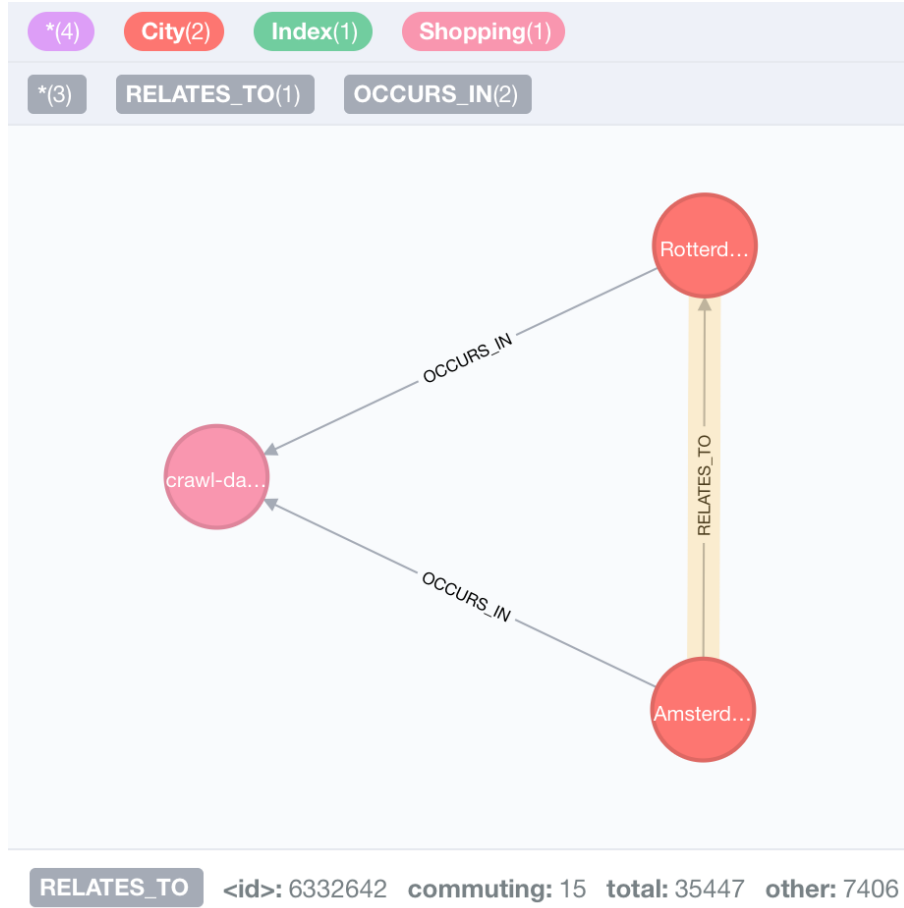 *(4) City(2) Index(1) Shopping(1)
*(3) RELATES_TO(1) OCCURS_IN(2)
Rotterd...
OCCURS_IN
RELATES_TO
crawl-da...
OCCURS_IN
Amsterd...
RELATES_TO <id>: 6332642 commuting: 15 total: 35447 other: 7406